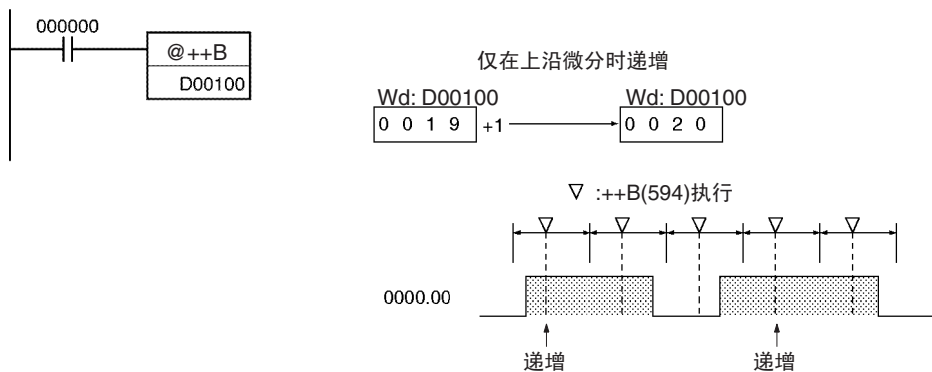 000000
@++B
D00100
仅在上沿微分时递增
Wd: D00100 Wd: D00100
0 0 1 9 +1 0 0 2 0
▽ :++B(594)执行
0000.00
递增 递增